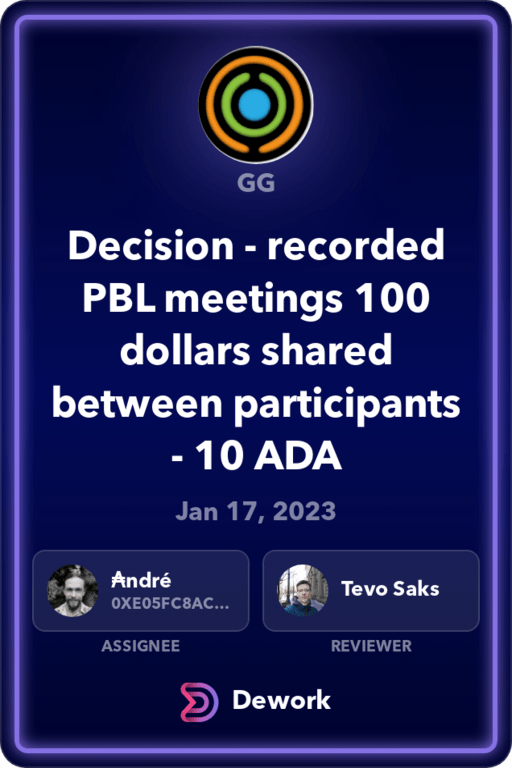 GG
Decision - recorded
PBL meetings 100
dollars shared
between participants
- 10 ADA
Jan 17, 2023
₳ndré
0XE05FC8AC...
ASSIGNEE
Tevo Saks
REVIEWER
Dework